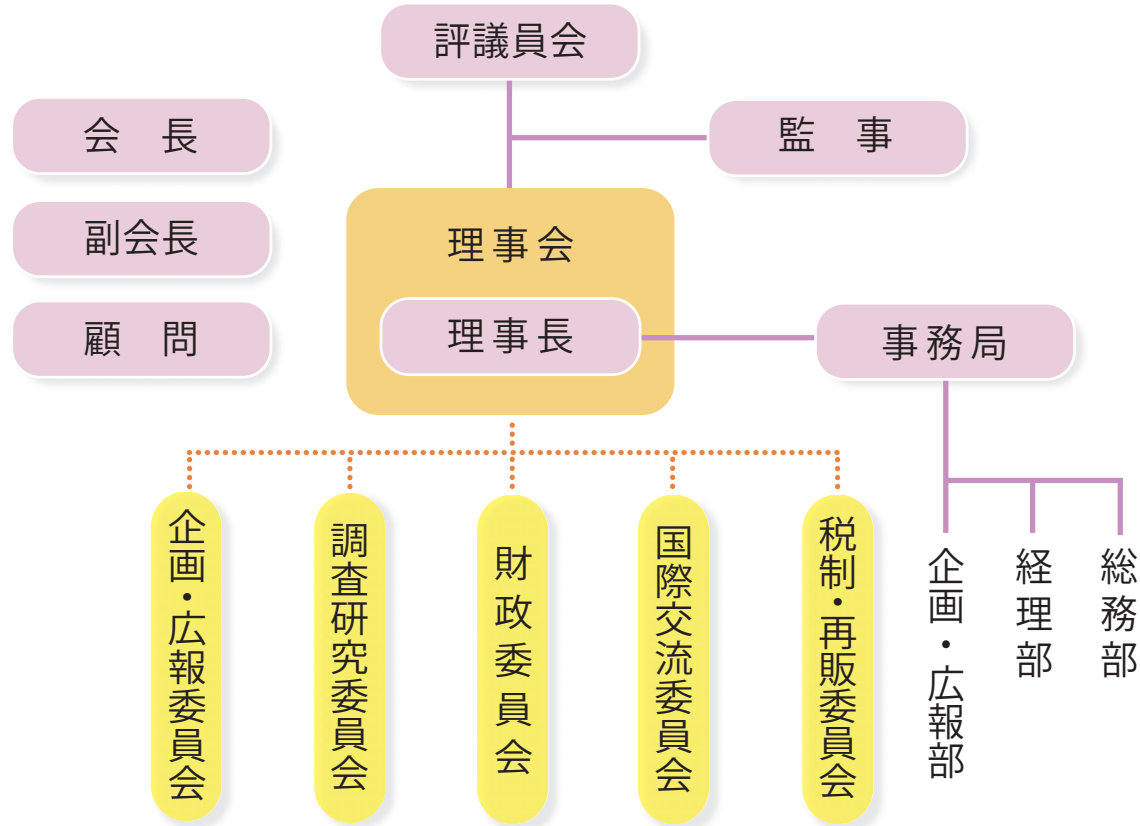 評議員会
会　長
監　事
副会長
理事会
顧　問
理事長
事務局
企画・広報委員会
調査研究委員会
財政委員会
国際交流委員会
税制・再販委員会
企画・広報部
経理部
総務部